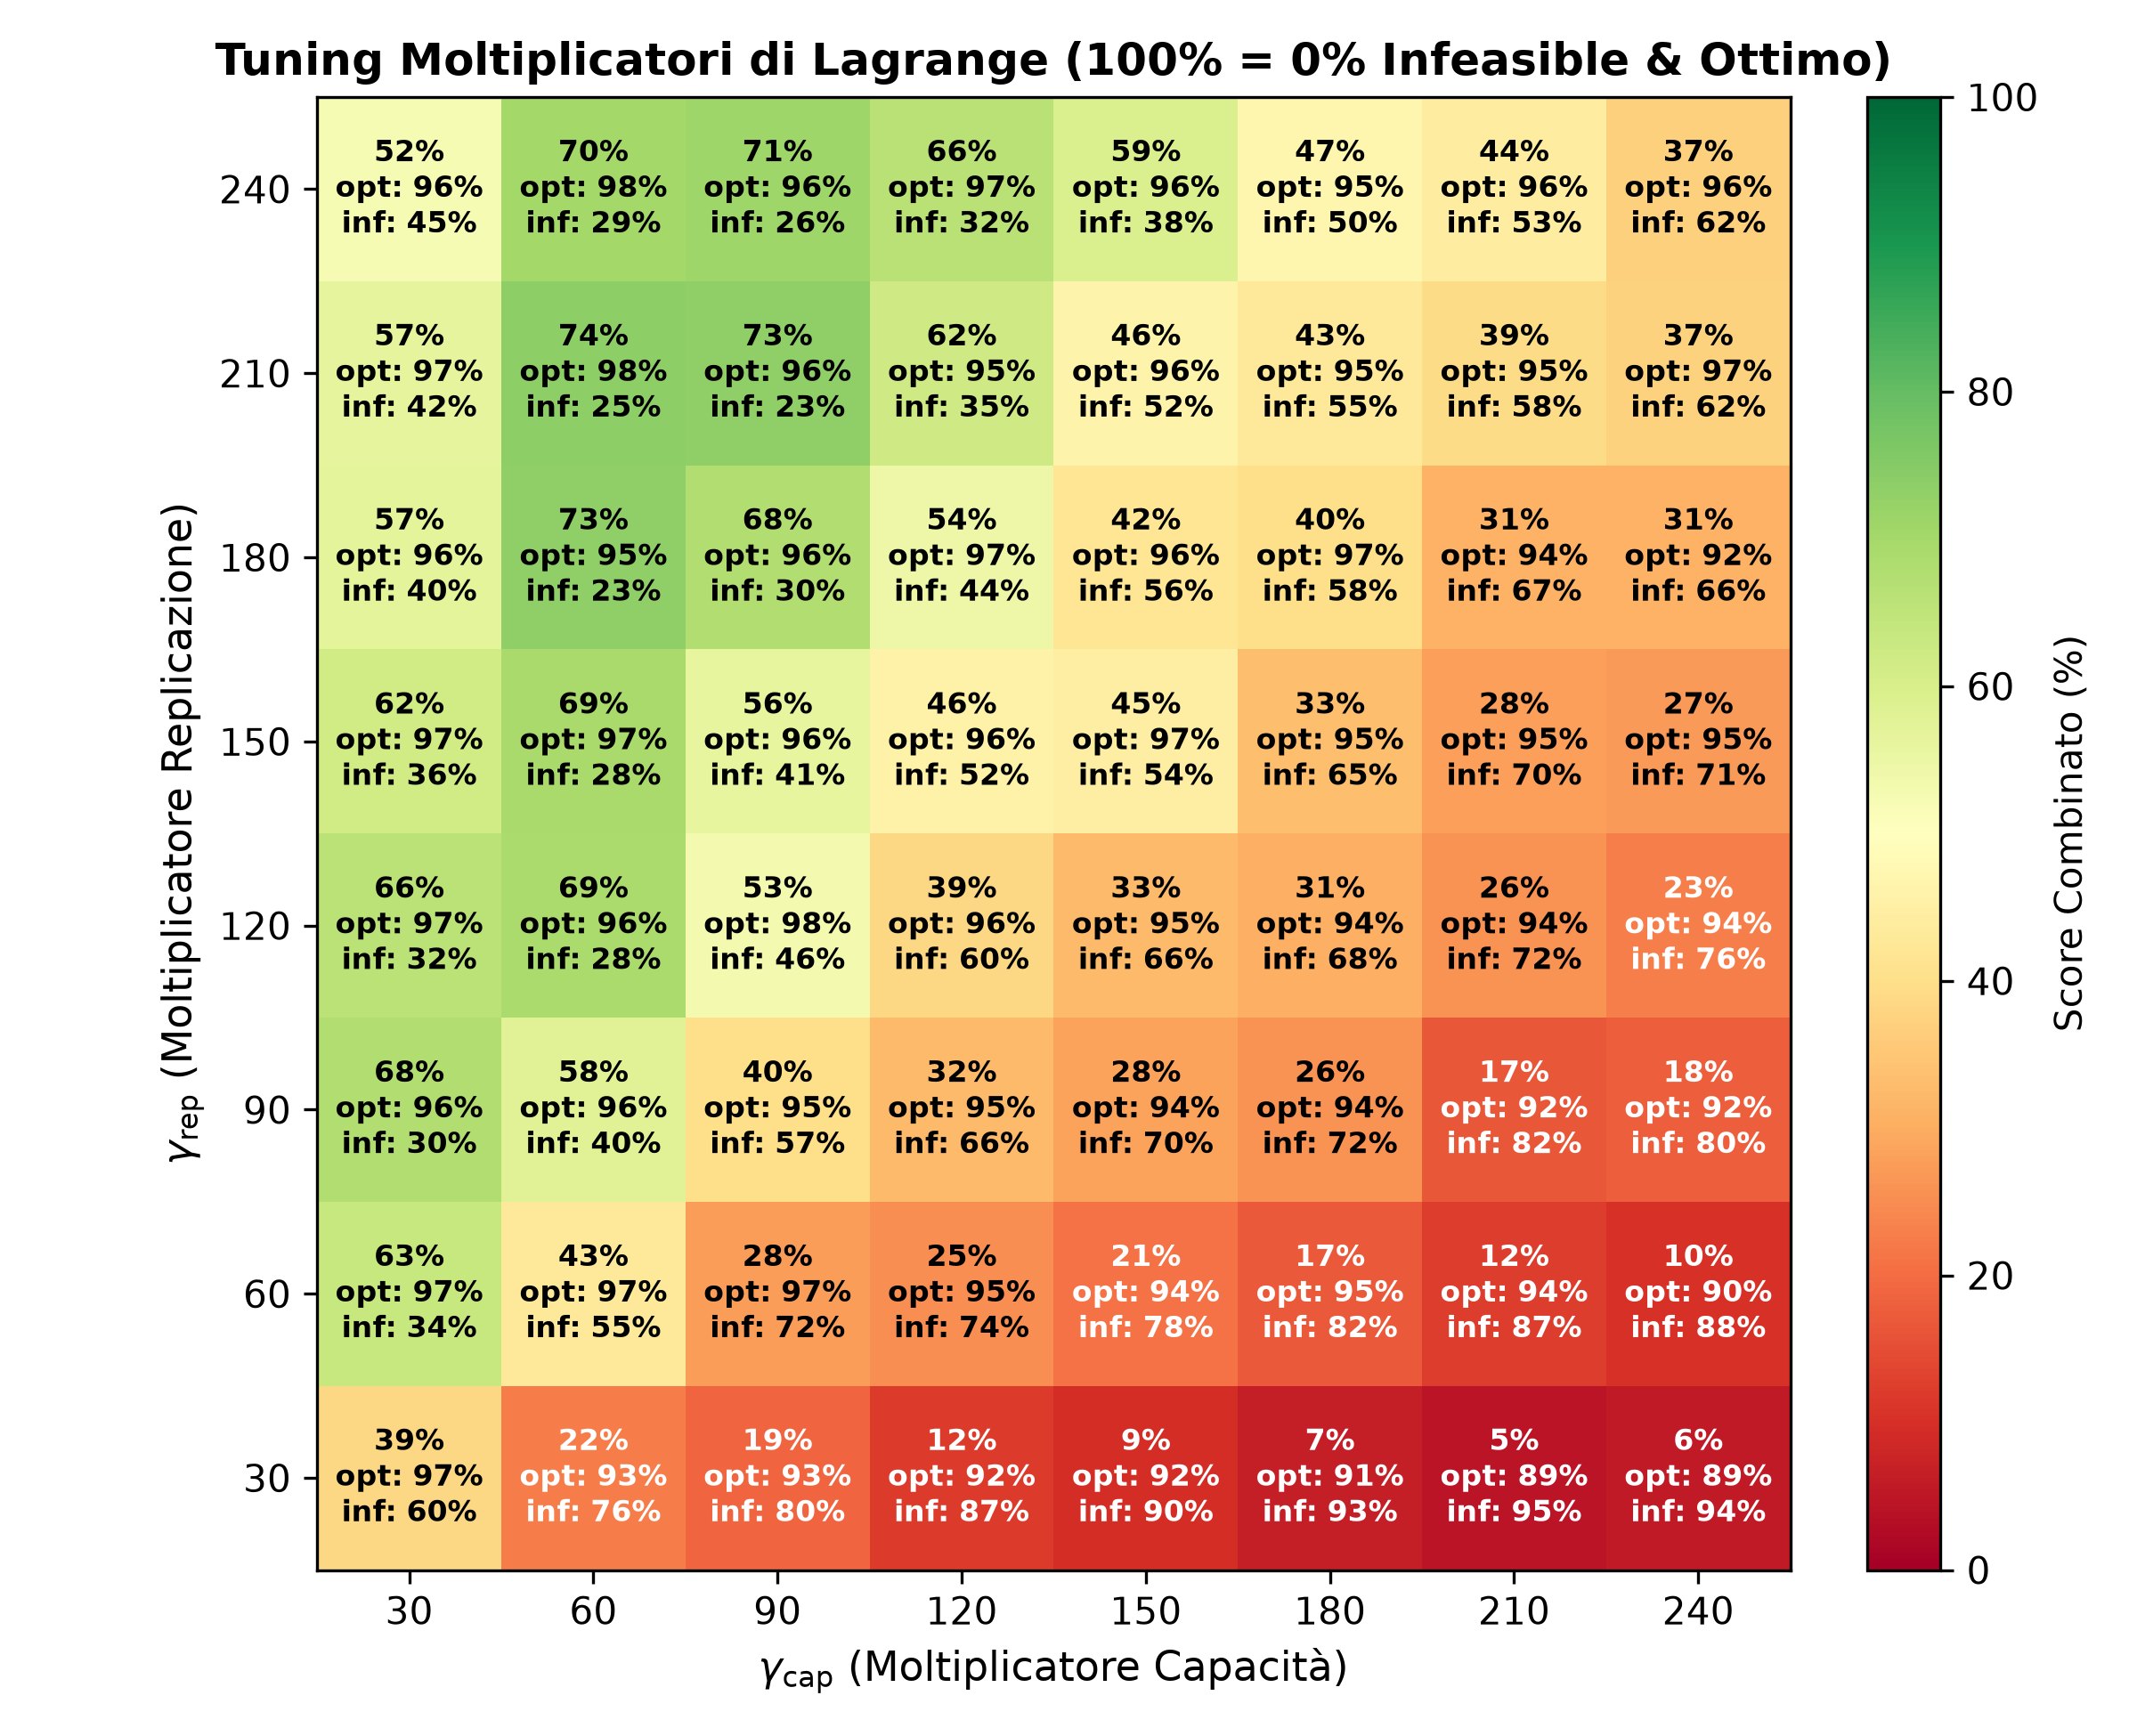 Tuning Moltiplicatori di Lagrange (100% = 0% Infeasible & Ottimo)
γrep (Moltiplicatore Replicazione)
240
52% 70% 71% 66% 59% 47% 44% 37%
opt: 96% opt: 98% opt: 96% opt: 97% opt: 96% opt: 95% opt: 96% opt: 96%
inf: 45% inf: 29% inf: 26% inf: 32% inf: 38% inf: 50% inf: 53% inf: 62%
210
57% 74% 73% 62% 46% 43% 39% 37%
opt: 97% opt: 98% opt: 96% opt: 95% opt: 96% opt: 95% opt: 95% opt: 97%
inf: 42% inf: 25% inf: 23% inf: 35% inf: 52% inf: 55% inf: 58% inf: 62%
180
57% 73% 68% 54% 42% 40% 31% 31%
opt: 96% opt: 95% opt: 96% opt: 97% opt: 96% opt: 97% opt: 94% opt: 92%
inf: 40% inf: 23% inf: 30% inf: 44% inf: 56% inf: 58% inf: 67% inf: 66%
150
62% 69% 56% 46% 45% 33% 28% 27%
opt: 97% opt: 97% opt: 96% opt: 96% opt: 97% opt: 95% opt: 95% opt: 95%
inf: 36% inf: 28% inf: 41% inf: 52% inf: 54% inf: 65% inf: 70% inf: 71%
120
66% 69% 53% 39% 33% 31% 26% 23%
opt: 97% opt: 96% opt: 98% opt: 96% opt: 95% opt: 94% opt: 94% opt: 94%
inf: 32% inf: 28% inf: 46% inf: 60% inf: 66% inf: 68% inf: 72% inf: 76%
90
68% 58% 40% 32% 28% 26% 17% 18%
opt: 96% opt: 96% opt: 95% opt: 95% opt: 94% opt: 94% opt: 92% opt: 92%
inf: 30% inf: 40% inf: 57% inf: 66% inf: 70% inf: 72% inf: 82% inf: 80%
60
63% 43% 28% 25% 21% 17% 12% 10%
opt: 97% opt: 97% opt: 97% opt: 95% opt: 94% opt: 95% opt: 94% opt: 90%
inf: 34% inf: 55% inf: 72% inf: 74% inf: 78% inf: 82% inf: 87% inf: 88%
30
39% 22% 19% 12% 9% 7% 5% 6%
opt: 97% opt: 93% opt: 93% opt: 92% opt: 92% opt: 91% opt: 89% opt: 89%
inf: 60% inf: 76% inf: 80% inf: 87% inf: 90% inf: 93% inf: 95% inf: 94%
30 60 90 120 150 180 210 240
γcap (Moltiplicatore Capacità)
100
80
60
40
20
0
Score Combinato (%)